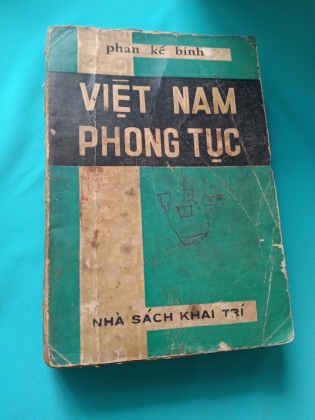 phan kế bính
VIỆT NAM
PHONG TỤC
NHÀ SÁCH KHAI TRÍ